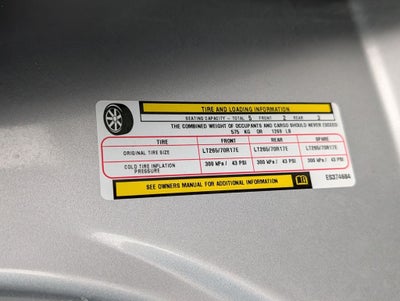 TIRE AND LOADING INFORMATION
SEATING CAPACITY - TOTAL 5 FRONT 2 REAR 3
THE COMBINED WEIGHT OF OCCUPANTS AND CARGO SHOULD NEVER EXCEED
575 KG OR 1268 LB
TIRE FRONT REAR SPARE
ORIGINAL TIRE SIZE LT265/70R17E LT265/70R17E LT265/70R17E
COLD TIRE INFLATION PRESSURE 300 kPa / 43 PSI 300 kPa / 43 PSI 300 kPa / 43 PSI
SEE OWNERS MANUAL FOR ADDITIONAL INFORMATION